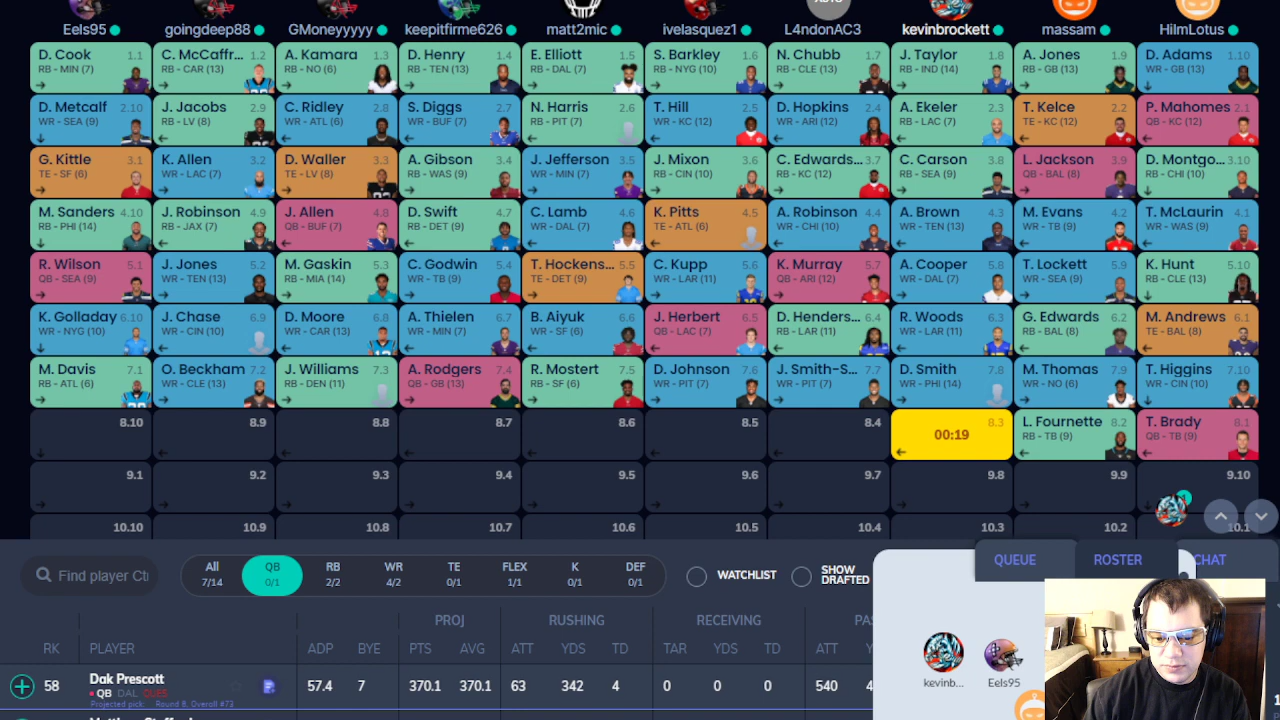 Eels95 goingdeep88 GMoneyyyyy keepitfirme626 matt2mic ivelasquez1 L4ndonAC3 kevinbrockett massam HilmLotus
D. Cook 1.1 C. McCaffr... 1.2 A. Kamara 1.3 D. Henry 1.4 E. Elliott 1.5 S. Barkley 1.6 N. Chubb 1.7 J. Taylor 1.8 A. Jones 1.9 D. Adams 1.10
RB - MIN (7) RB - CAR (13) RB - NO (6) RB - TEN (13) RB - DAL (7) RB - NYG (10) RB - CLE (13) RB - IND (14) RB - GB (13) WR - GB (13)
D. Metcalf 2.10 J. Jacobs 2.9 C. Ridley 2.8 S. Diggs 2.7 N. Harris 2.6 T. Hill 2.5 D. Hopkins 2.4 A. Ekeler 2.3 T. Kelce 2.2 P. Mahomes 2.1
WR - SEA (9) RB - LV (8) WR - ATL (6) WR - BUF (7) RB - PIT (7) WR - KC (12) WR - ARI (12) RB - LAC (7) TE - KC (12) QB - KC (12)
G. Kittle 3.1 K. Allen 3.2 D. Waller 3.3 A. Gibson 3.4 J. Jefferson 3.5 J. Mixon 3.6 C. Edwards... 3.7 C. Carson 3.8 L. Jackson 3.9 D. Montgo... 3.10
TE - SF (6) WR - LAC (7) TE - LV (8) RB - WAS (9) WR - MIN (7) RB - CIN (10) RB - KC (12) RB - SEA (9) QB - BAL (8) RB - CHI (10)
M. Sanders 4.10 J. Robinson 4.9 J. Allen 4.8 D. Swift 4.7 C. Lamb 4.6 K. Pitts 4.5 A. Robinson 4.4 A. Brown 4.3 M. Evans 4.2 T. McLaurin 4.1
RB - PHI (14) RB - JAX (7) QB - BUF (7) RB - DET (9) WR - DAL (7) TE - ATL (6) WR - CHI (10) WR - TEN (13) WR - TB (9) WR - WAS (9)
R. Wilson 5.1 J. Jones 5.2 M. Gaskin 5.3 C. Godwin 5.4 T. Hockens... 5.5 C. Kupp 5.6 K. Murray 5.7 A. Cooper 5.8 T. Lockett 5.9 K. Hunt 5.10
QB - SEA (9) WR - TEN (13) RB - MIA (14) WR - TB (9) TE - DET (9) WR - LAR (11) QB - ARI (12) WR - DAL (7) WR - SEA (9) RB - CLE (13)
K. Golladay 6.10 J. Chase 6.9 D. Moore 6.8 A. Thielen 6.7 B. Aiyuk 6.6 J. Herbert 6.5 D. Henders... 6.4 R. Woods 6.3 G. Edwards 6.2 M. Andrews 6.1
WR - NYG (10) WR - CIN (10) WR - CAR (13) WR - MIN (7) WR - SF (6) QB - LAC (7) RB - LAR (11) WR - LAR (11) RB - BAL (8) TE - BAL (8)
M. Davis 7.1 O. Beckham 7.2 J. Williams 7.3 A. Rodgers 7.4 R. Mostert 7.5 D. Johnson 7.6 J. Smith-S... 7.7 D. Smith 7.8 M. Thomas 7.9 T. Higgins 7.10
RB - ATL (6) WR - CLE (13) RB - DEN (11) QB - GB (13) RB - SF (6) WR - PIT (7) WR - PIT (7) WR - PHI (14) WR - NO (6) WR - CIN (10)
8.10 8.9 8.8 8.7 8.6 8.5 8.4 00:19 8.3 L. Fournette 8.2 T. Brady 8.1
RB - TB (9) QB - TB (9)
9.1 9.2 9.3 9.4 9.5 9.6 9.7 9.8 9.9 9.10
10.10 10.9 10.8 10.7 10.6 10.5 10.4 10.3 10.2 10.1
QUEUE ROSTER CHAT
Find player Ct
All QB RB WR TE FLEX K DEF
7/14 0/1 2/2 4/2 0/1 1/1 0/1 0/1
WATCHLIST
SHOW
DRAFTED
PROJ RUSHING RECEIVING PA
RK PLAYER ADP BYE PTS AVG ATT YDS TD TAR YDS TD ATT Y
58 Dak Prescott 57.4 7 370.1 370.1 63 342 4 0 0 0 540 4
QB DAL QUES
Projected pick: Round 8, Overall #73
kevinb... Eels95